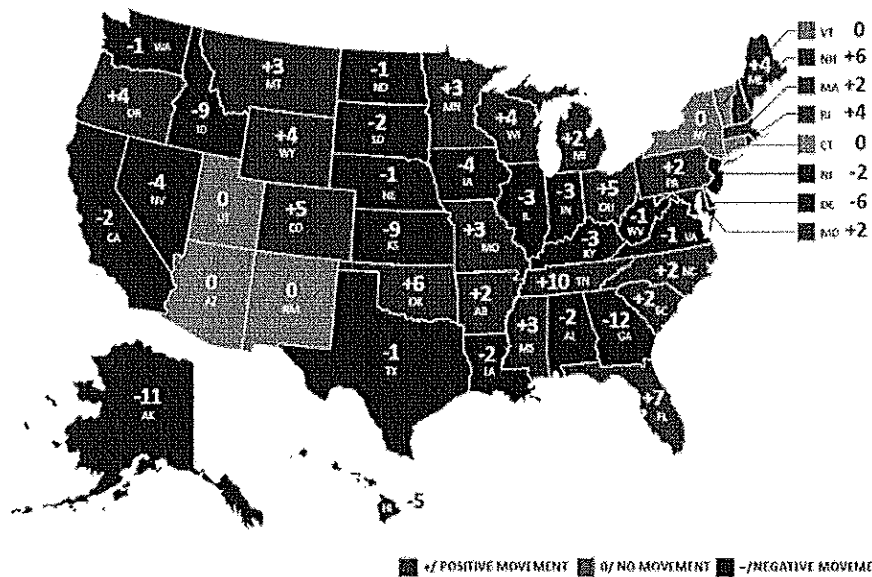 VT 0
-1 WA
+3 MT
-1 ND
+3 MN
+4 ME
NH +6
+4 OR
-9 ID
-2 SD
+4 WI
0 NY
MA +2
+4 WY
+2 MI
RI +4
-4 NV
-1 NE
-4 IA
+2 PA
CT 0
0 UT
-3 IL
-3 IN
+5 OH
NJ -2
-2 CA
+5 CO
-9 KS
+3 MO
-3 KY
-1 WV
-1 VA
DE -6
MD +2
0 AZ
0 NM
+6 OK
+2 AR
+10 TN
+2 NC
-1 TX
-2 LA
+3 MS
-2 AL
-12 GA
+2 SC
-11 AK
+7 FL
HI -5
+/ POSITIVE MOVEMENT 0/ NO MOVEMENT -/NEGATIVE MOVEME